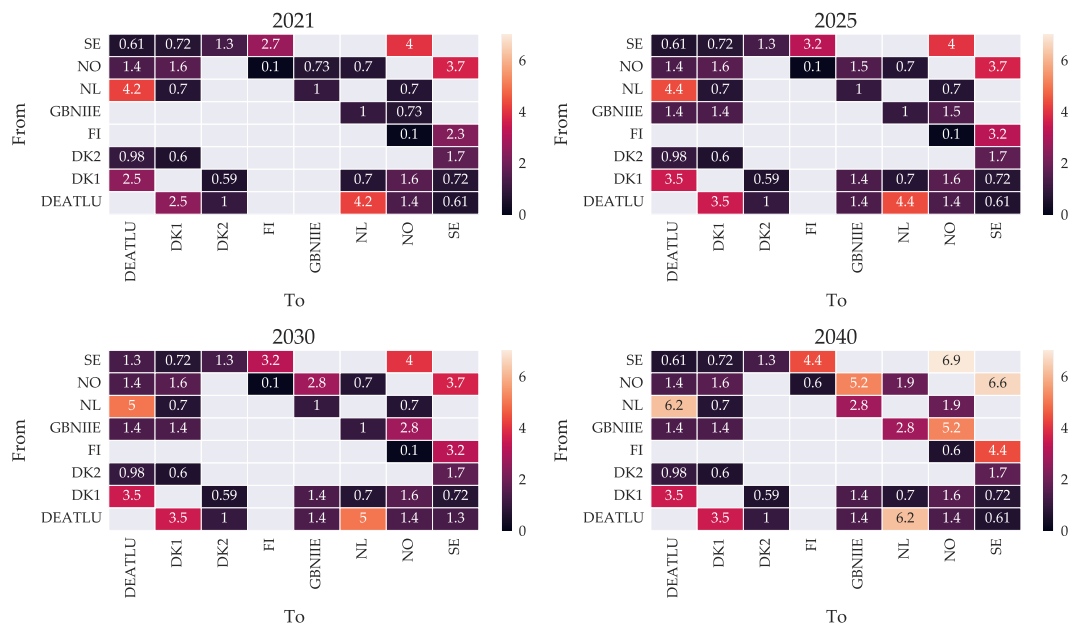 2021
From
SE 0.61 0.72 1.3 2.7 4
NO 1.4 1.6 0.1 0.73 0.7 3.7
NL 4.2 0.7 1 0.7
GBNIIE 1 0.73
FI 0.1 2.3
DK2 0.98 0.6 1.7
DK1 2.5 0.59 0.7 1.6 0.72
DEATLU 2.5 1 4.2 1.4 0.61
DEATLU DK1 DK2 FI GBNIIE NL NO SE
To
6
4
2
0
2025
From
SE 0.61 0.72 1.3 3.2 4
NO 1.4 1.6 0.1 1.5 0.7 3.7
NL 4.4 0.7 1 0.7
GBNIIE 1.4 1.4 1 1.5
FI 0.1 3.2
DK2 0.98 0.6 1.7
DK1 3.5 0.59 1.4 0.7 1.6 0.72
DEATLU 3.5 1 1.4 4.4 1.4 0.61
DEATLU DK1 DK2 FI GBNIIE NL NO SE
To
6
4
2
0
2030
From
SE 1.3 0.72 1.3 3.2 4
NO 1.4 1.6 0.1 2.8 0.7 3.7
NL 5 0.7 1 0.7
GBNIIE 1.4 1.4 1 2.8
FI 0.1 3.2
DK2 0.98 0.6 1.7
DK1 3.5 0.59 1.4 0.7 1.6 0.72
DEATLU 3.5 1 1.4 5 1.4 1.3
DEATLU DK1 DK2 FI GBNIIE NL NO SE
To
6
4
2
0
2040
From
SE 0.61 0.72 1.3 4.4 6.9
NO 1.4 1.6 0.6 5.2 1.9 6.6
NL 6.2 0.7 2.8 1.9
GBNIIE 1.4 1.4 2.8 5.2
FI 0.6 4.4
DK2 0.98 0.6 1.7
DK1 3.5 0.59 1.4 0.7 1.6 0.72
DEATLU 3.5 1 1.4 6.2 1.4 0.61
DEATLU DK1 DK2 FI GBNIIE NL NO SE
To
6
4
2
0